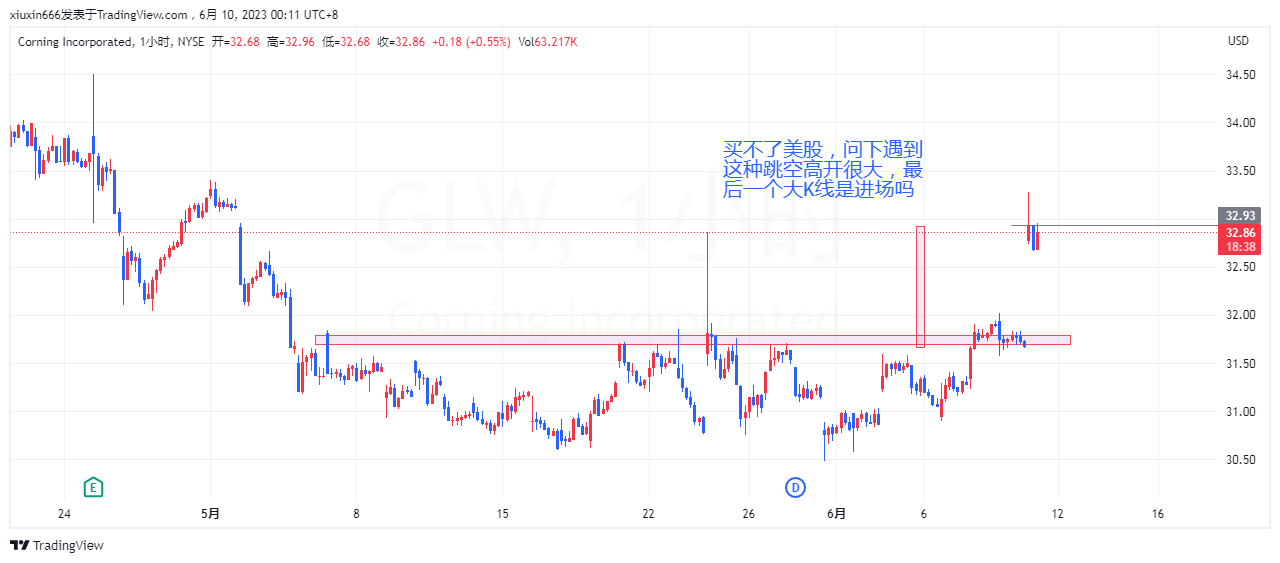 xiuxin666发表于TradingView.com，6月 10, 2023 00:11 UTC+8
Corning Incorporated, 1小时, NYSE 开=32.68 高=32.96 低=32.68 收=32.86 +0.18 (+0.55%) Vol63.217K
USD
34.50
34.00
33.50
32.93
32.86
18:38
32.50
32.00
31.50
31.00
30.50
买不了美股，问下遇到
这种跳空高开很大，最
后一个大K线是进场吗
GLW, 1小时
Corning Incorporated
E
D
24
5月
8
15
22
26
6月
6
12
16
TradingView